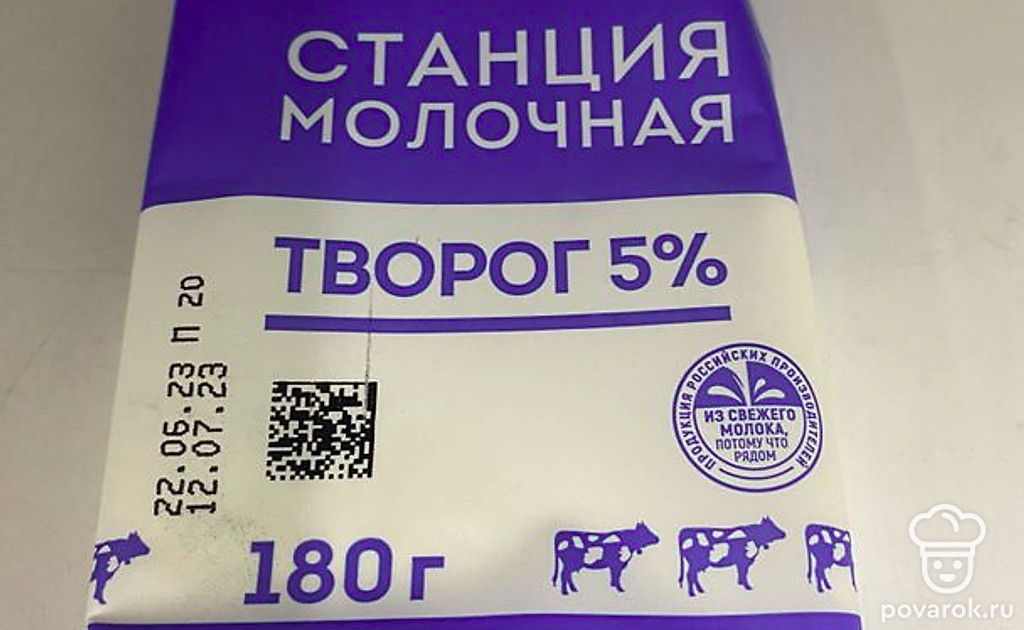 СТАНЦИЯ
МОЛОЧНАЯ
ТВОРОГ 5%
22.06.23 П 20
12.07.23
ПРОДУКЦИЯ РОССИЙСКИХ ПРОИЗВОДИТЕЛЕЙ
ИЗ СВЕЖЕГО
МОЛОКА,
ПОТОМУ ЧТО
РЯДОМ
180 г
povarok.ru